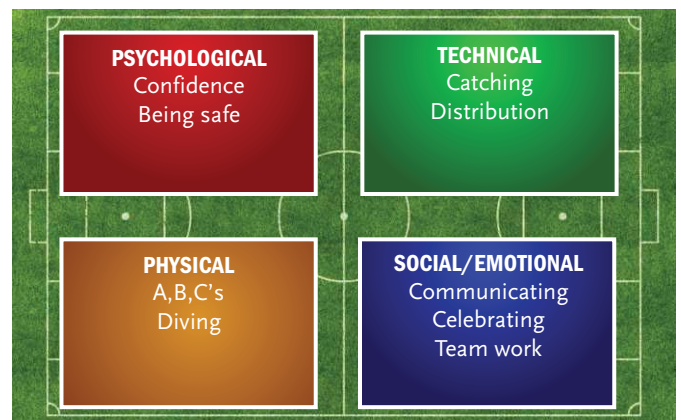 PSYCHOLOGICAL
Confidence
Being safe
TECHNICAL
Catching
Distribution
PHYSICAL
A,B,C's
Diving
SOCIAL/EMOTIONAL
Communicating
Celebrating
Team work